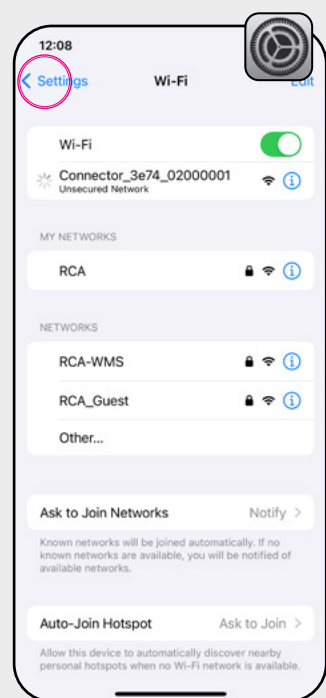 12:08
Settings
Wi-Fi
Edit
Wi-Fi
Connector_3e74_02000001
Unsecured Network
MY NETWORKS
RCA
NETWORKS
RCA-WMS
RCA_Guest
Other...
Ask to Join Networks
Notify
Known networks will be joined automatically. If no
known networks are available, you will be notified of
available networks.
Auto-Join Hotspot
Ask to Join
Allow this device to automatically discover nearby
personal hotspots when no Wi-Fi network is available.